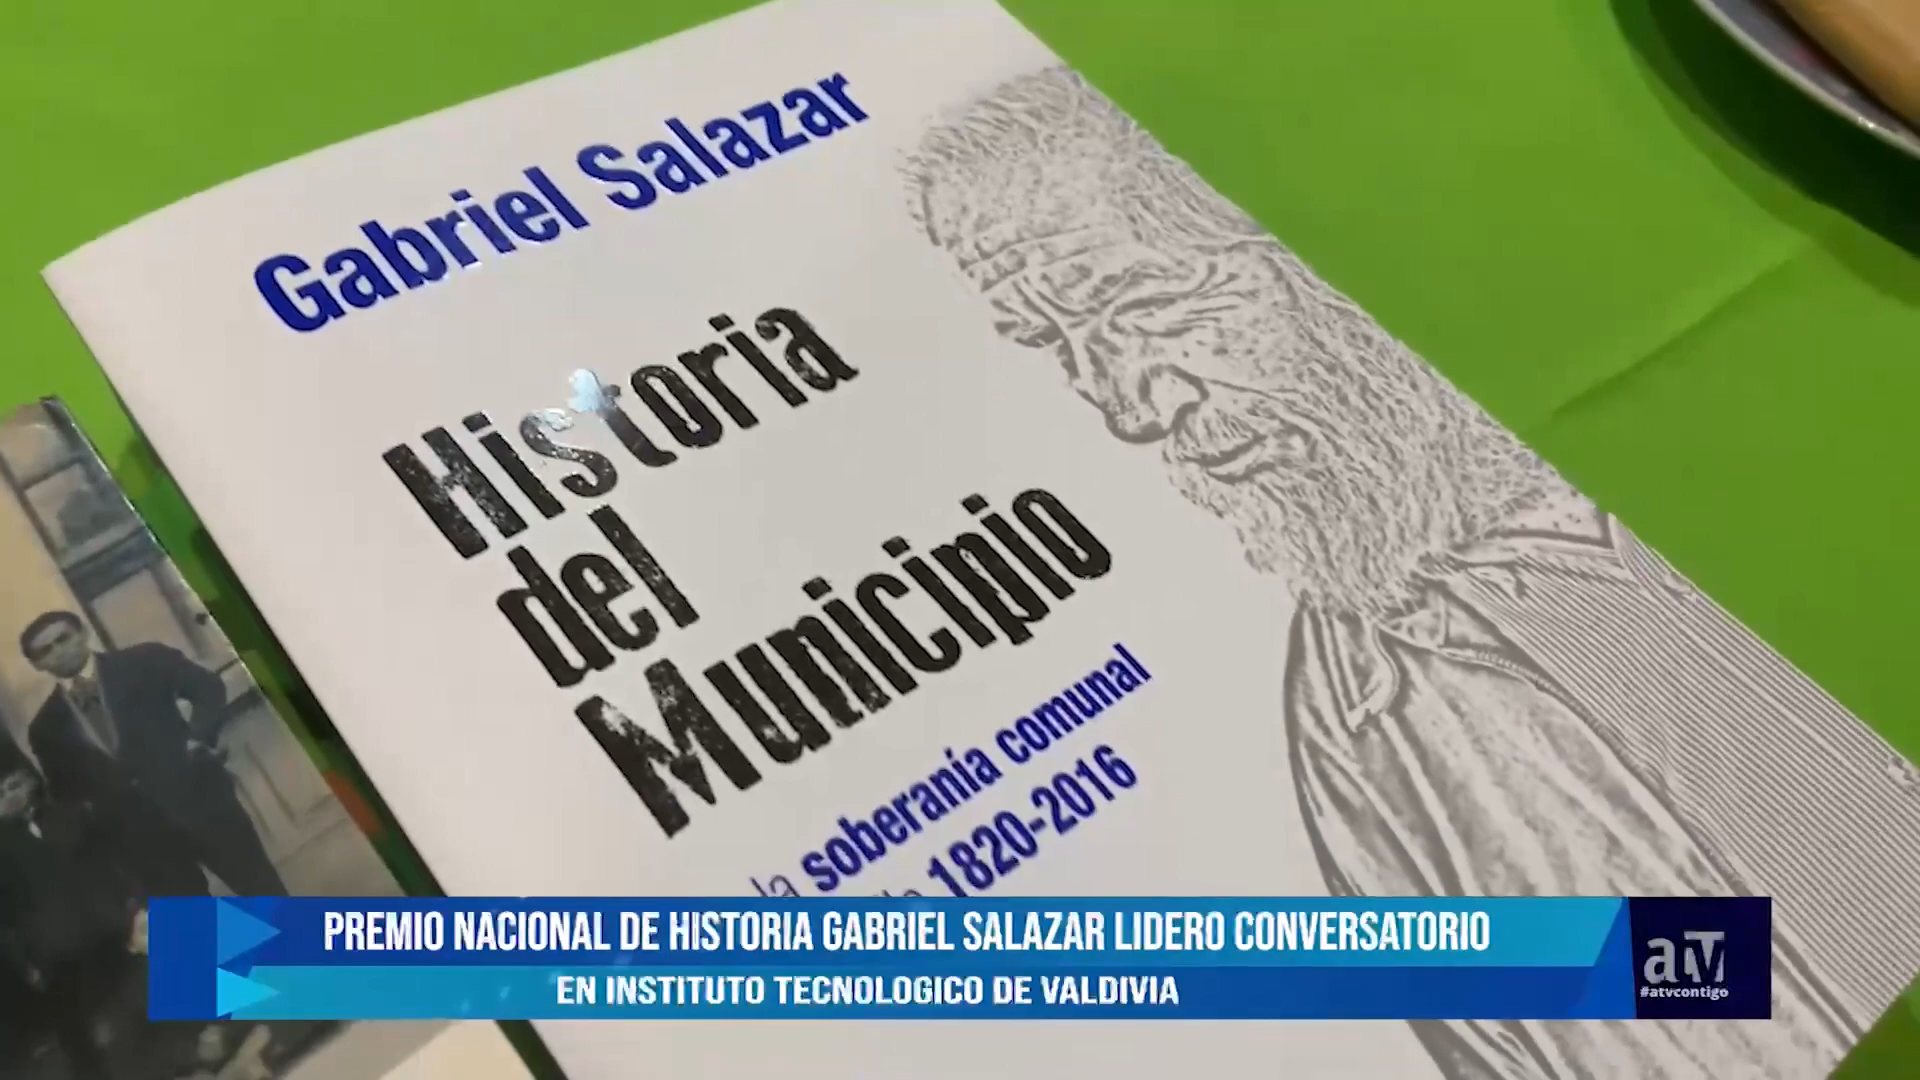 Gabriel Salazar
Historia
del
Municipio
la soberanía comunal
1820-2016
PREMIO NACIONAL DE HISTORIA GABRIEL SALAZAR LIDERO CONVERSATORIO
EN INSTITUTO TECNOLOGICO DE VALDIVIA
aTV
#atvcontigo